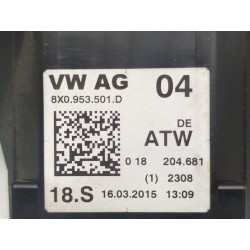 VW AG 04
8X0.953.501.D
DE
ATW
0 18 204.681
(1) 2308
18.S 16.03.2015 13:09